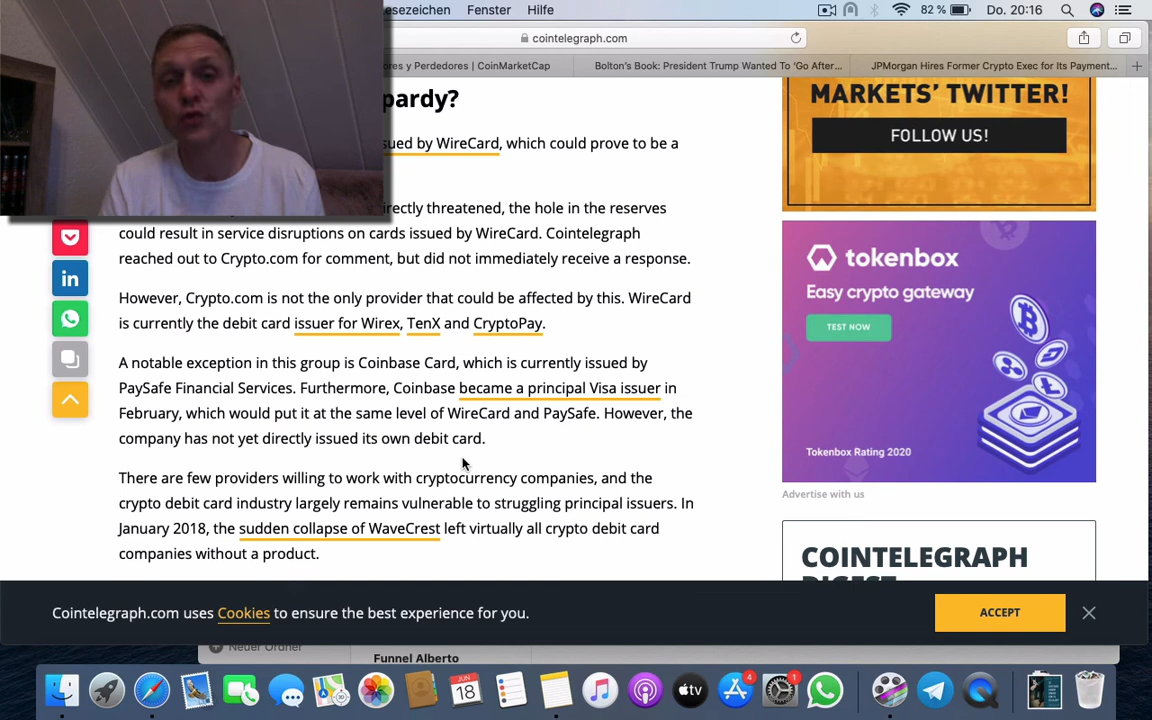 esezeichen Fenster Hilfe 82 % Do. 20:16
cointelegraph.com
ores y Perdedores | CoinMarketCap Bolton's Book: President Trump Wanted To 'Go After... JPMorgan Hires Former Crypto Exec for Its Payment...
pardy?
sued by WireCard, which could prove to be a
irectly threatened, the hole in the reserves
could result in service disruptions on cards issued by WireCard. Cointelegraph
reached out to Crypto.com for comment, but did not immediately receive a response.
However, Crypto.com is not the only provider that could be affected by this. WireCard
is currently the debit card issuer for Wirex, TenX and CryptoPay.
A notable exception in this group is Coinbase Card, which is currently issued by
PaySafe Financial Services. Furthermore, Coinbase became a principal Visa issuer in
February, which would put it at the same level of WireCard and PaySafe. However, the
company has not yet directly issued its own debit card.
There are few providers willing to work with cryptocurrency companies, and the
crypto debit card industry largely remains vulnerable to struggling principal issuers. In
January 2018, the sudden collapse of WaveCrest left virtually all crypto debit card
companies without a product.
MARKETS' TWITTER!
FOLLOW US!
tokenbox
Easy crypto gateway
TEST NOW
Tokenbox Rating 2020
Advertise with us
COINTELEGRAPH
DIGEST
Cointelegraph.com uses Cookies to ensure the best experience for you.
ACCEPT
Neuer Ordner
Funnel Alberto
JUN
18
tv
4
1